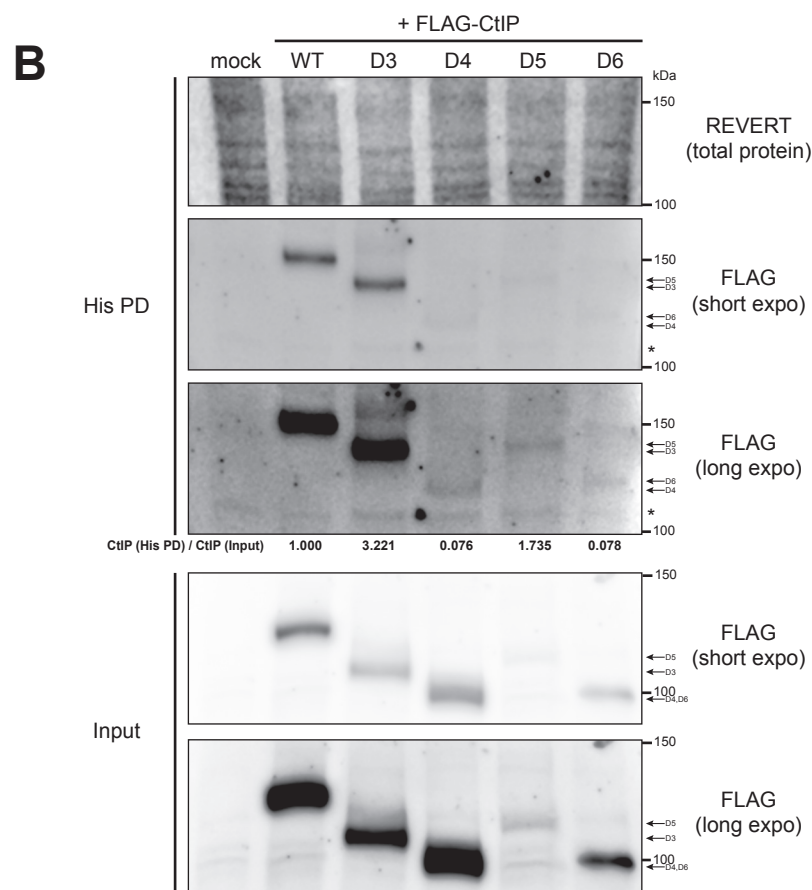 B
+ FLAG-CtIP
mock WT D3 D4 D5 D6
kDa
150
REVERT
(total protein)
100
His PD
150
D5
D3
FLAG
(short expo)
D6
D4
*
100
150
D5
D3
FLAG
(long expo)
D6
D4
*
100
CtIP (His PD) / CtIP (Input) 1.000 3.221 0.076 1.735 0.078
Input
150
FLAG
(short expo)
D5
D3
100
D4,D6
150
FLAG
(long expo)
D5
D3
100
D4,D6